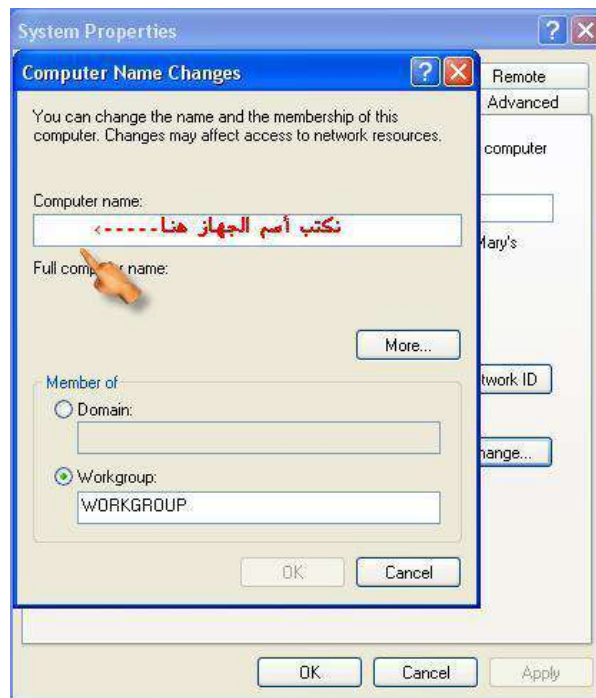 System Properties
Computer Name Changes
Remote
Advanced
You can change the name and the membership of this
computer. Changes may affect access to network resources.
computer
Computer name:
نكتب أسم الجهاز هنا-----›
Mary's
Full computer name:
More...
Member of
twork ID
Domain:
hange...
Workgroup:
WORKGROUP
OK
Cancel
OK
Cancel
Apply